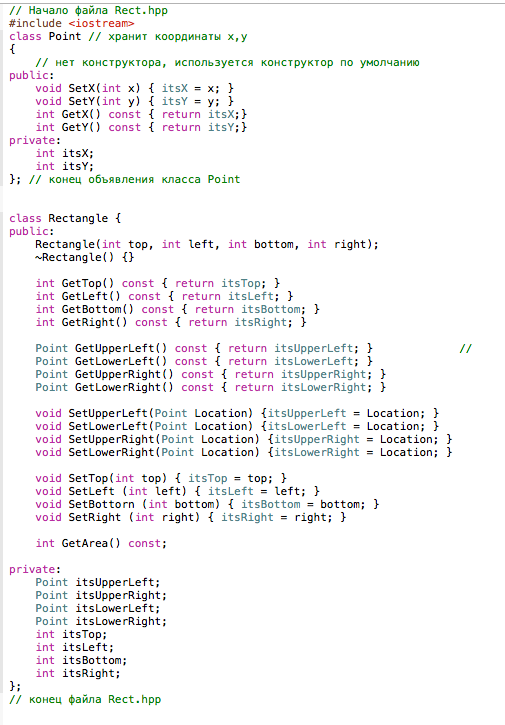 // Начало файла Rect.hpp
#include <iostream>
class Point // хранит координаты x,y
{
    // нет конструктора, используется конструктор по умолчанию
public:
    void SetX(int x) { itsX = x; }
    void SetY(int y) { itsY = y; }
    int GetX() const { return itsX;}
    int GetY() const { return itsY;}
private:
    int itsX;
    int itsY;
}; // конец объявления класса Point

class Rectangle {
public:
    Rectangle(int top, int left, int bottom, int right);
    ~Rectangle() {}

    int GetTop() const { return itsTop; }
    int GetLeft() const { return itsLeft; }
    int GetBottom() const { return itsBottom; }
    int GetRight() const { return itsRight; }

    Point GetUpperLeft() const { return itsUpperLeft; }             //
    Point GetLowerLeft() const { return itsLowerLeft; }
    Point GetUpperRight() const { return itsUpperRight; }
    Point GetLowerRight() const { return itsLowerRight; }

    void SetUpperLeft(Point Location) {itsUpperLeft = Location; }
    void SetLowerLeft(Point Location) {itsLowerLeft = Location; }
    void SetUpperRight(Point Location) {itsUpperRight = Location; }
    void SetLowerRight(Point Location) {itsLowerRight = Location; }

    void SetTop(int top) { itsTop = top; }
    void SetLeft (int left) { itsLeft = left; }
    void SetBottorn (int bottom) { itsBottom = bottom; }
    void SetRight (int right) { itsRight = right; }

    int GetArea() const;

private:
    Point itsUpperLeft;
    Point itsUpperRight;
    Point itsLowerLeft;
    Point itsLowerRight;
    int itsTop;
    int itsLeft;
    int itsBottom;
    int itsRight;
};
// конец файла Rect.hpp